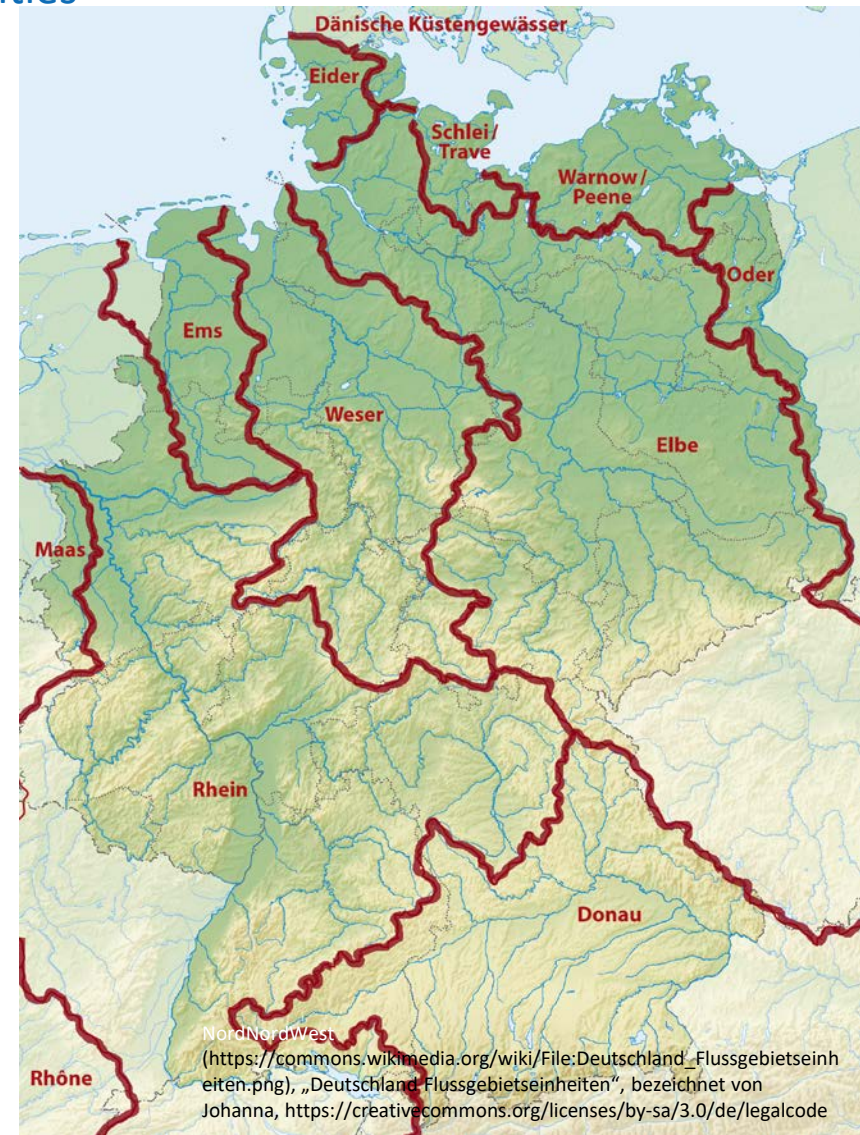 Dänische Küstengewässer
Eider
Schlei/
Trave
Warnow/
Peene
Oder
Ems
Weser
Elbe
Maas
Rhein
Donau
NordNordWest
(https://commons.wikimedia.org/wiki/File:Deutschland_Flussgebietseinh
eiten.png), „Deutschland Flussgebietseinheiten“, bezeichnet von
Rhône
Johanna, https://creativecommons.org/licenses/by-sa/3.0/de/legalcode